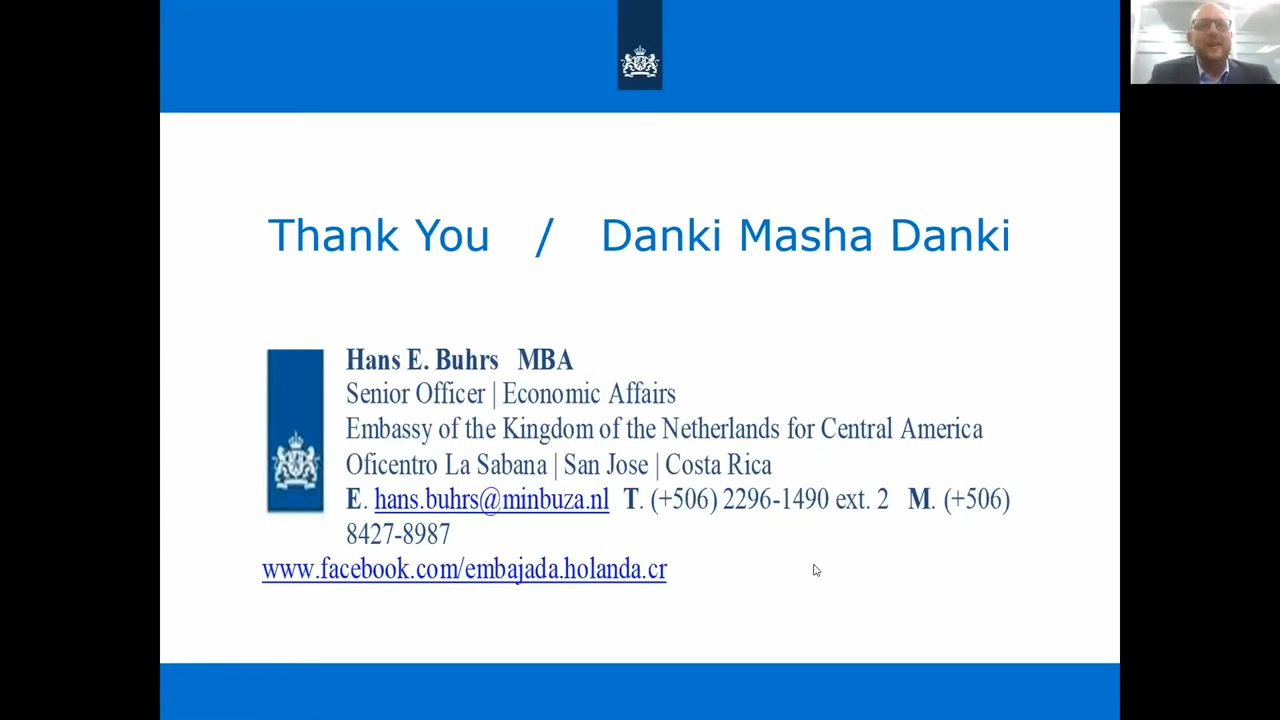 Thank You / Danki Masha Danki
Hans E. Buhrs MBA
Senior Officer | Economic Affairs
Embassy of the Kingdom of the Netherlands for Central America
Oficentro La Sabana | San Jose | Costa Rica
E. hans.buhrs@minbuza.nl T. (+506) 2296-1490 ext. 2 M. (+506)
8427-8987
www.facebook.com/embajada.holanda.cr